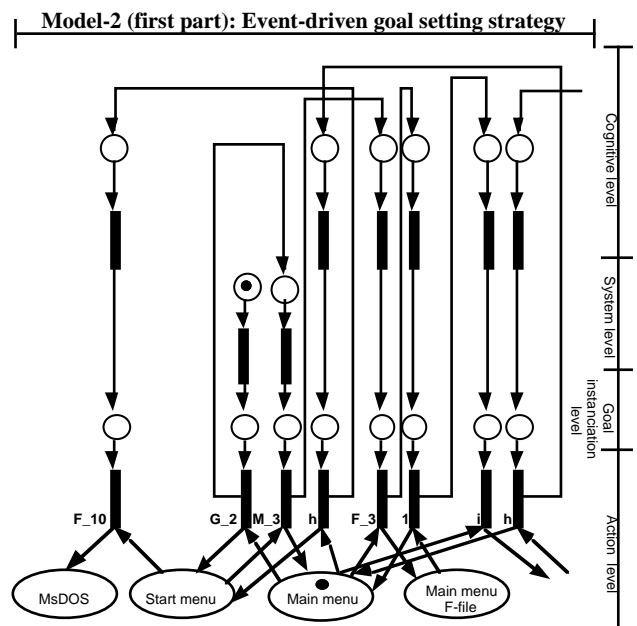 Model-2 (first part): Event-driven goal setting strategy
Cognitive level
System level
Goal
instanciation
level
Action level
F_10
G_2
M_3
h
F_3
1
i
h
MsDOS
Start menu
Main menu
Main menu
F-file